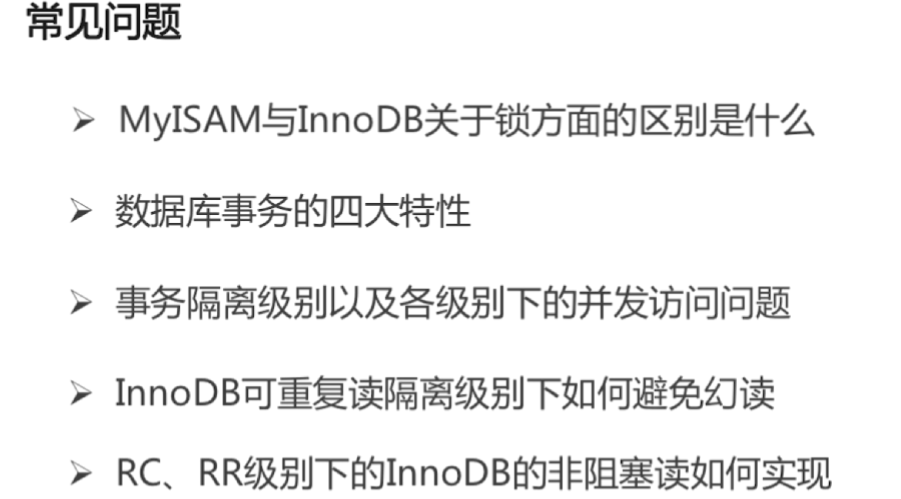 常见问题
➢ MyISAM与InnoDB关于锁方面的区别是什么
➢ 数据库事务的四大特性
➢ 事务隔离级别以及各级别下的并发访问问题
➢ InnoDB可重复读隔离级别下如何避免幻读
➢ RC、RR级别下的InnoDB的非阻塞读如何实现